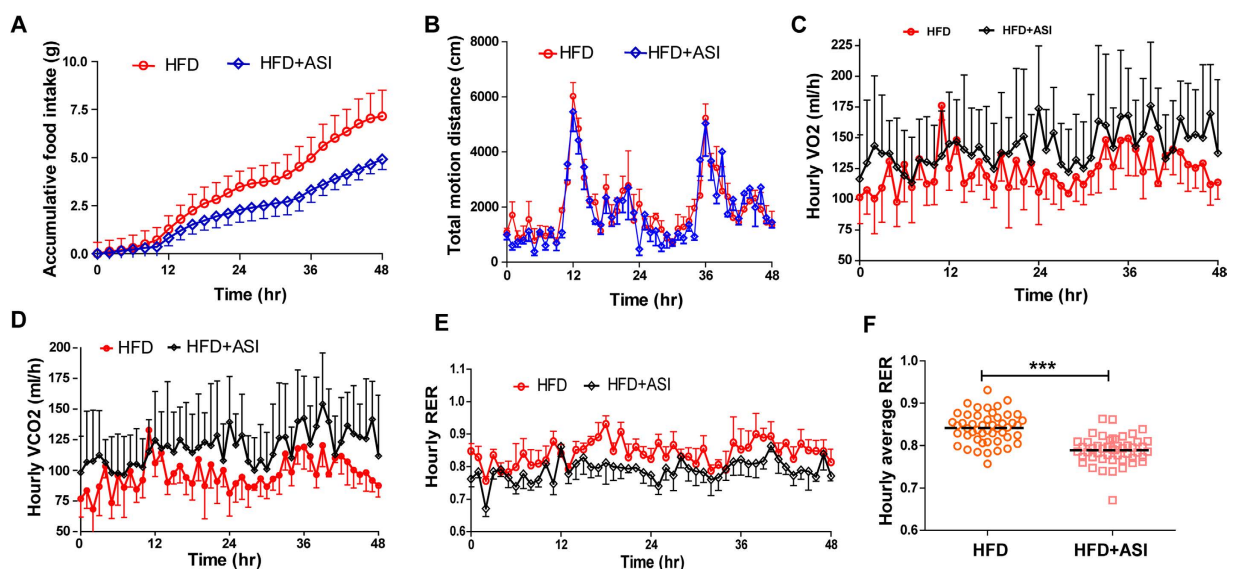 A
Accumulative food intake (g)
HFD
HFD+ASI
10.0
7.5
5.0
2.5
0.0
0 12 24 36 48
Time (hr)
B
Total motion distance (cm)
HFD
HFD+ASI
8000
6000
4000
2000
0
0 12 24 36 48
Time (hr)
C
Hourly VO2 (ml/h)
HFD
HFD+ASI
225
200
175
150
125
100
75
50
0 12 24 36 48
Time (hr)
D
Hourly VCO2 (ml/h)
HFD
HFD+ASI
200
175
150
125
100
75
50
0 12 24 36 48
Time (hr)
E
Hourly RER
HFD
HFD+ASI
1.1
1.0
0.9
0.8
0.7
0.6
0 12 24 36 48
Time (hr)
F
Hourly average RER
***
1.0
0.9
0.8
0.7
0.6
HFD HFD+ASI